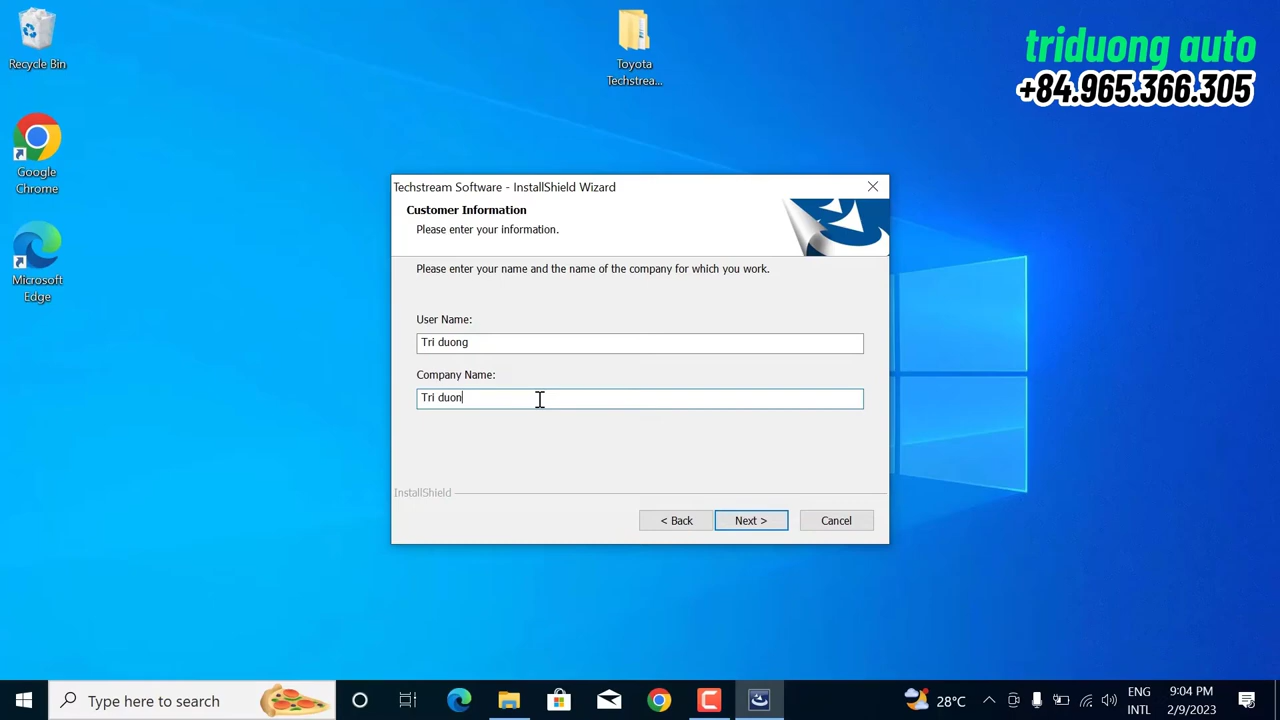 Recycle Bin
Google
Chrome
Microsoft
Edge
Toyota
Techstrea...
triduong auto
+84.965.366.305
Techstream Software - InstallShield Wizard
Customer Information
Please enter your information.
Please enter your name and the name of the company for which you work.
User Name:
Tri duong
Company Name:
Tri duon
InstallShield
< Back
Next >
Cancel
Type here to search
28°C
ENG
INTL
9:04 PM
2/9/2023